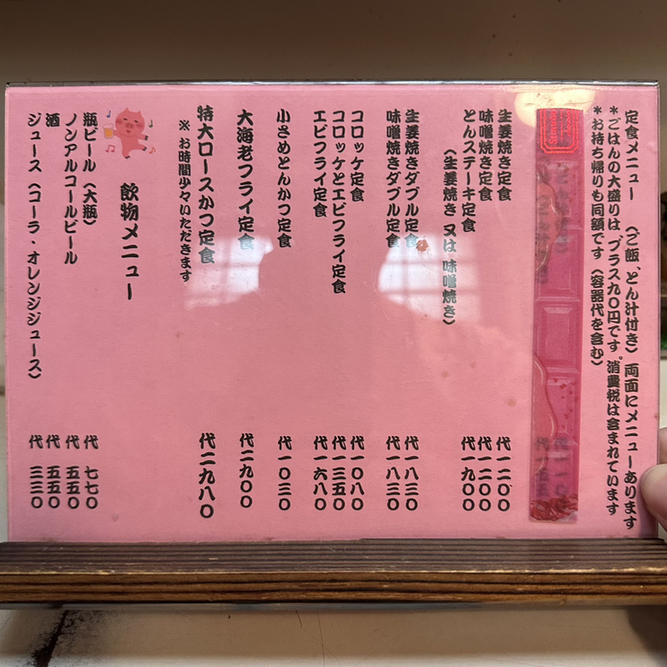 定食メニュー （ご飯、とん汁付き） 両面にメニューあります
*ごはんの大盛りは プラス九〇円です。消費税は含まれています
*お持ち帰りも同額です（容器代を含む）
生姜焼き定食 代一二〇〇
味噌焼き定食 代一二〇〇
とんステーキ定食 代一九〇〇
（生姜焼き 又は 味噌焼き）
生姜焼きダブル定食 代一八三〇
味噌焼きダブル定食 代一八三〇
コロッケ定食 代一〇八〇
コロッケとエビフライ定食 代一三五〇
エビフライ定食 代一六八〇
小さめとんかつ定食 代一〇三〇
大海老フライ定食 代二九〇〇
特大ロースかつ定食 代二九八〇
※ お時間少々いただきます
飲物メニュー
瓶ビール（大瓶） 代 七七〇
ノンアルコールビール 代 五五〇
酒 代 五五〇
ジュース（コーラ・オレンジジュース） 代 三三〇